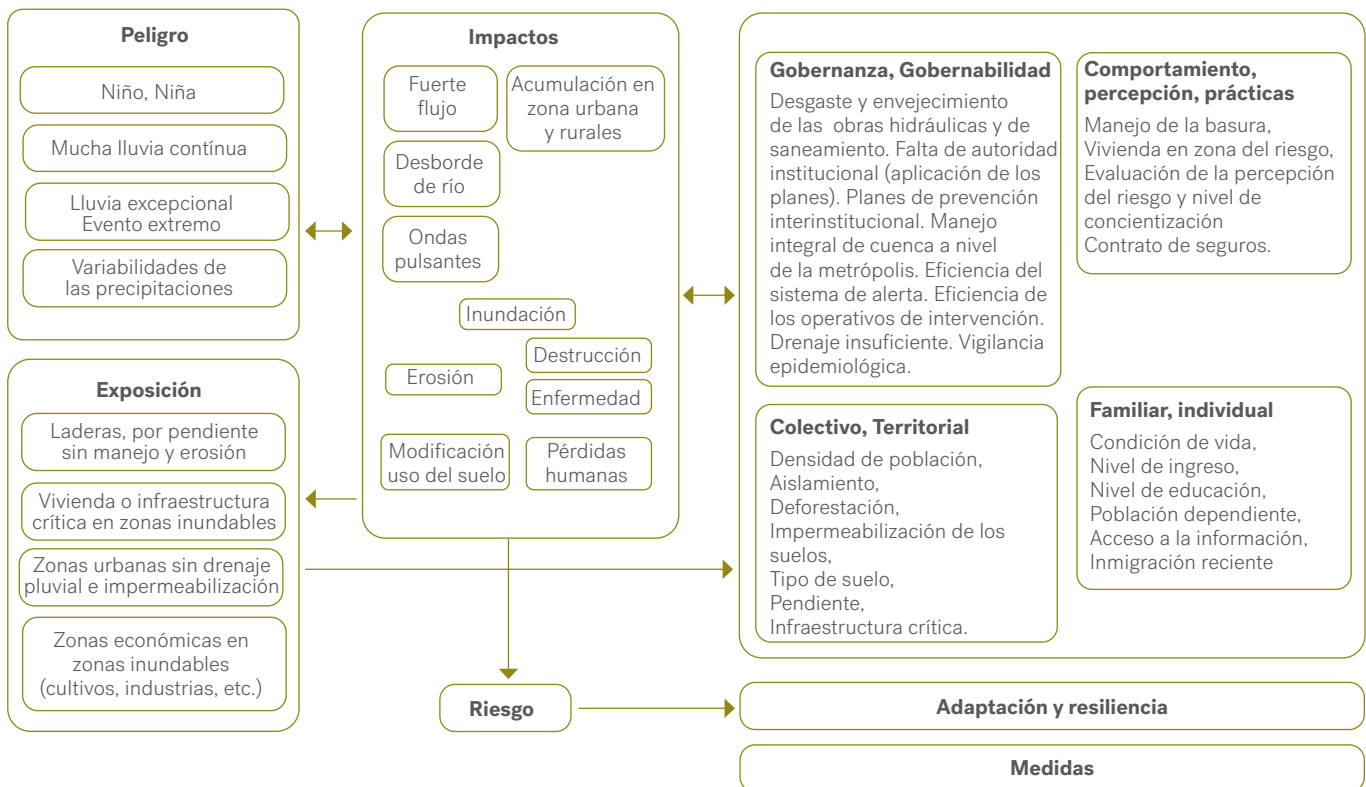 Peligro
Niño, Niña
Mucha lluvia contínua
Lluvia excepcional
Evento extremo
Variabilidades de
las precipitaciones
Exposición
Laderas, por pendiente
sin manejo y erosión
Vivienda o infraestructura
crítica en zonas inundables
Zonas urbanas sin drenaje
pluvial e impermeabilización
Zonas económicas en
zonas inundables
(cultivos, industrias, etc.)
Impactos
Fuerte
flujo
Acumulación en
zona urbana
y rurales
Desborde
de río
Ondas
pulsantes
Inundación
Destrucción
Erosión
Enfermedad
Modificación
uso del suelo
Pérdidas
humanas
Gobernanza, Gobernabilidad
Desgaste y envejecimiento
de las obras hidráulicas y de
saneamiento. Falta de autoridad
institucional (aplicación de los
planes). Planes de prevención
interinstitucional. Manejo
integral de cuenca a nivel
de la metrópolis. Eficiencia del
sistema de alerta. Eficiencia de
los operativos de intervención.
Drenaje insuficiente. Vigilancia
epidemiológica.
Comportamiento,
percepción, prácticas
Manejo de la basura,
Vivienda en zona del riesgo,
Evaluación de la percepción
del riesgo y nivel de
concientización
Contrato de seguros.
Colectivo, Territorial
Densidad de población,
Aislamiento,
Deforestación,
Impermeabilización de los
suelos,
Tipo de suelo,
Pendiente,
Infraestructura crítica.
Familiar, individual
Condición de vida,
Nivel de ingreso,
Nivel de educación,
Población dependiente,
Acceso a la información,
Inmigración reciente
Riesgo
Adaptación y resiliencia
Medidas